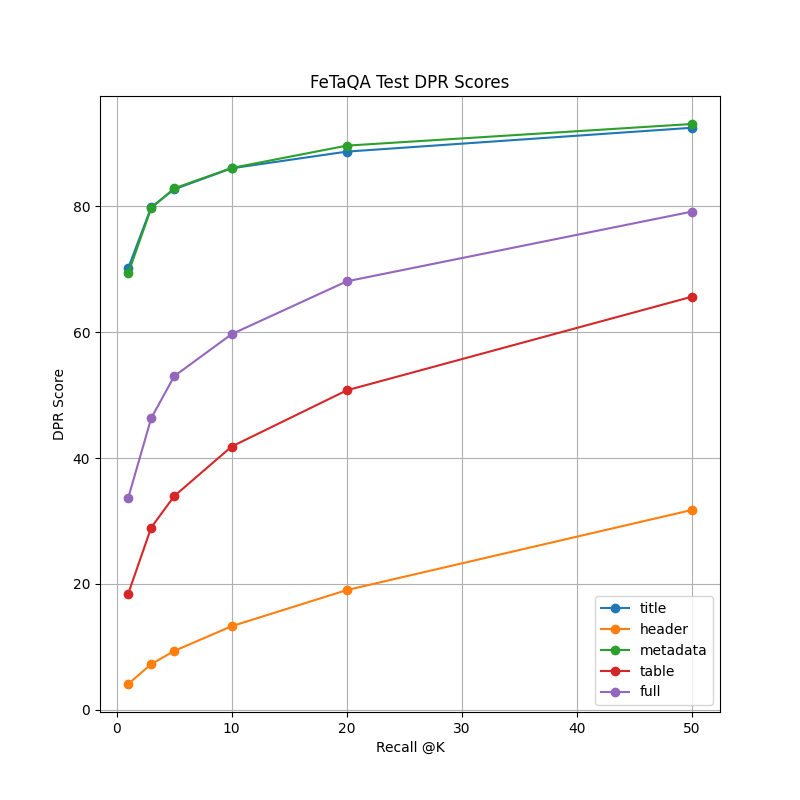 FeTaQA Test DPR Scores
DPR Score
80
60
40
20
0
0 10 20 30 40 50
Recall @K
title
header
metadata
table
full